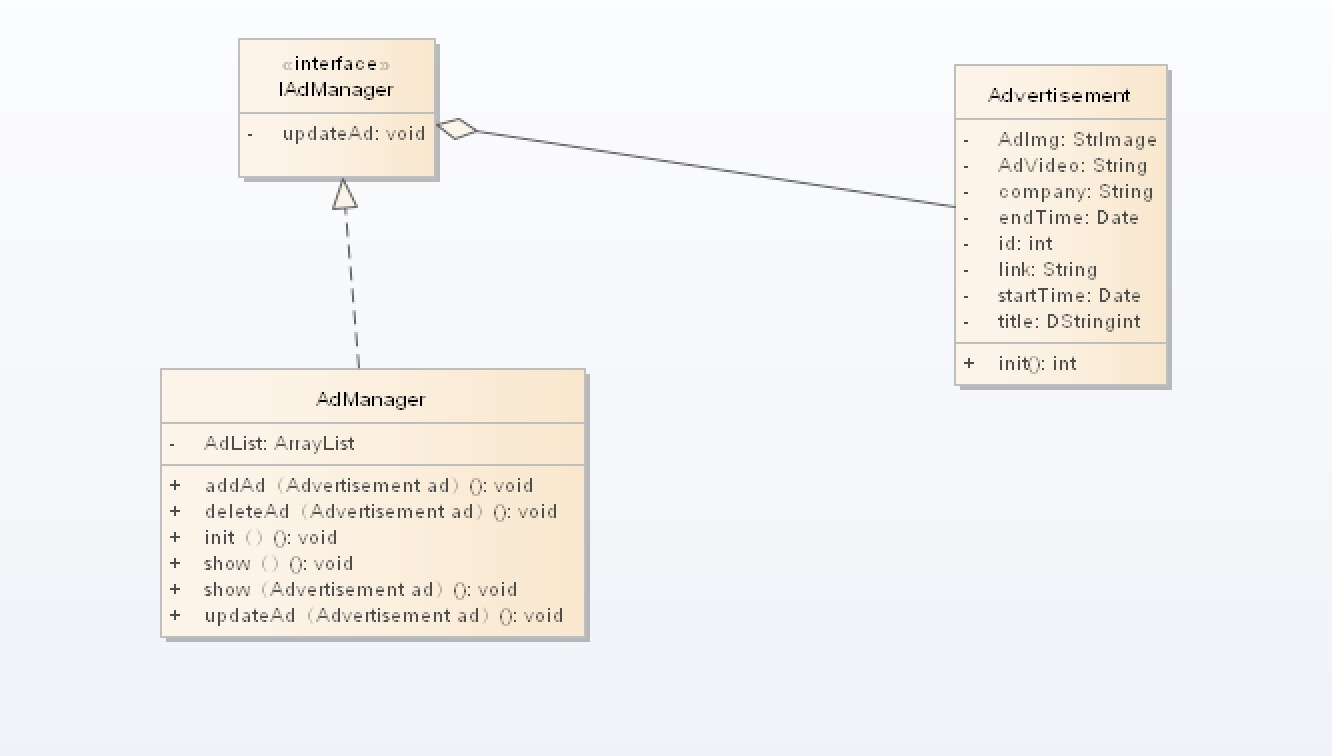 «interface»
IAdManager
- updateAd: void
Advertisement
- AdImg: StrImage
- AdVideo: String
- company: String
- endTime: Date
- id: int
- link: String
- startTime: Date
- title: DStringint
+ init(): int
AdManager
- AdList: ArrayList
+ addAd（Advertisement ad）(): void
+ deleteAd（Advertisement ad）(): void
+ init（）(): void
+ show（）(): void
+ show（Advertisement ad）(): void
+ updateAd（Advertisement ad）(): void